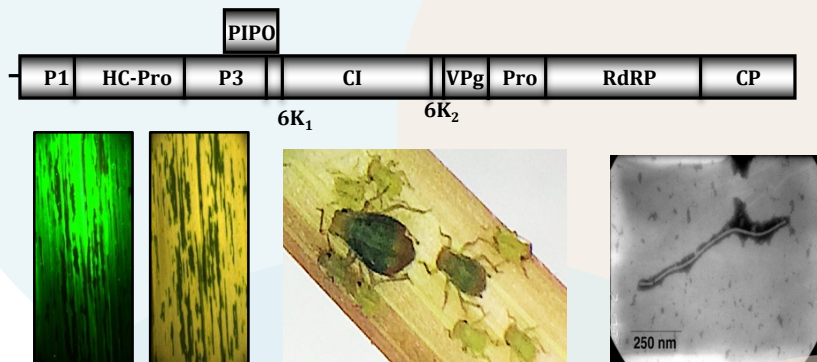 PIPO
P1 HC-Pro P3 CI VPg Pro RdRP CP
6K₁ 6K₂
250 nm